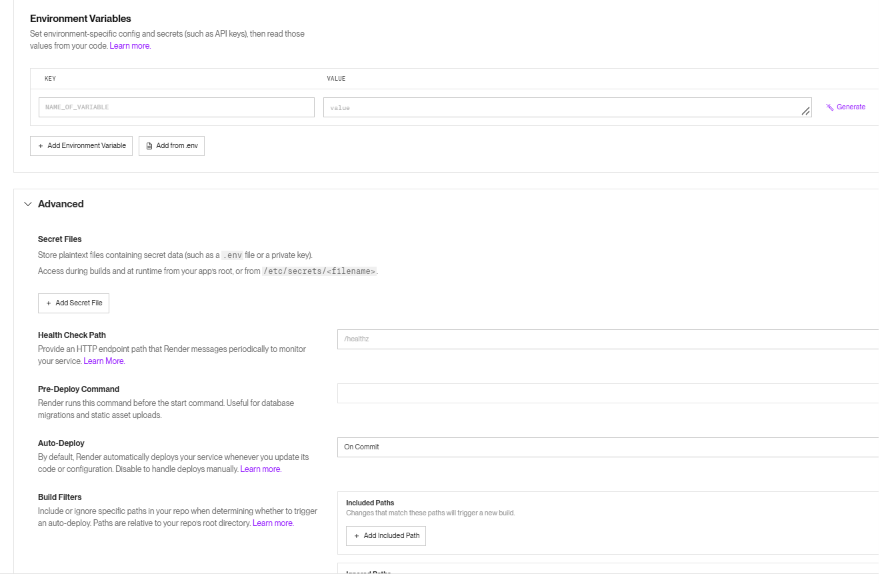 Environment Variables
Set environment-specific config and secrets (such as API keys), then read those
values from your code. Learn more.
KEY VALUE
NAME_OF_VARIABLE value Generate
+ Add Environment Variable Add from .env
Advanced
Secret Files
Store plaintext files containing secret data (such as a .env file or a private key).
Access during builds and at runtime from your app's root, or from /etc/secrets/<filename>.
+ Add Secret File
Health Check Path
Provide an HTTP endpoint path that Render messages periodically to monitor
your service. Learn More.
/healthz
Pre-Deploy Command
Render runs this command before the start command. Useful for database
migrations and static asset uploads.
Auto-Deploy
By default, Render automatically deploys your service whenever you update its
code or configuration. Disable to handle deploys manually. Learn more.
On Commit
Build Filters
Include or ignore specific paths in your repo when determining whether to trigger
an auto-deploy. Paths are relative to your repo's root directory. Learn more.
Included Paths
Changes that match these paths will trigger a new build.
+ Add Included Path
Ignored Paths